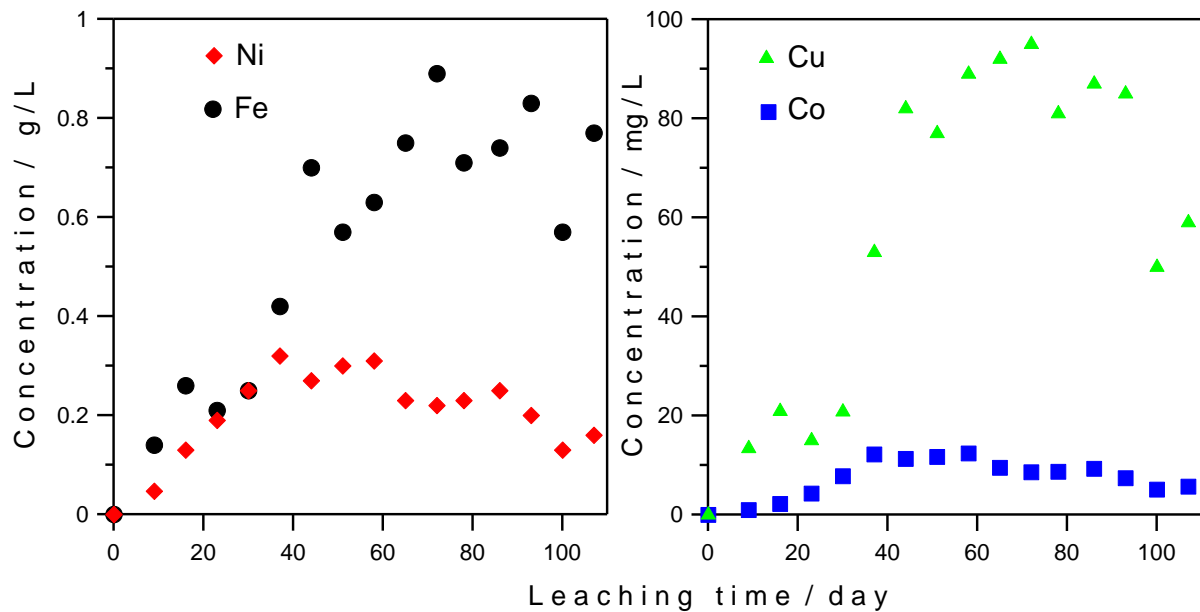 Concentration / g/L
1
0.8
0.6
0.4
0.2
0
Ni
Fe
0 20 40 60 80 100
Concentration / mg/L
100
80
60
40
20
0
Cu
Co
0 20 40 60 80 100
Leaching time / day